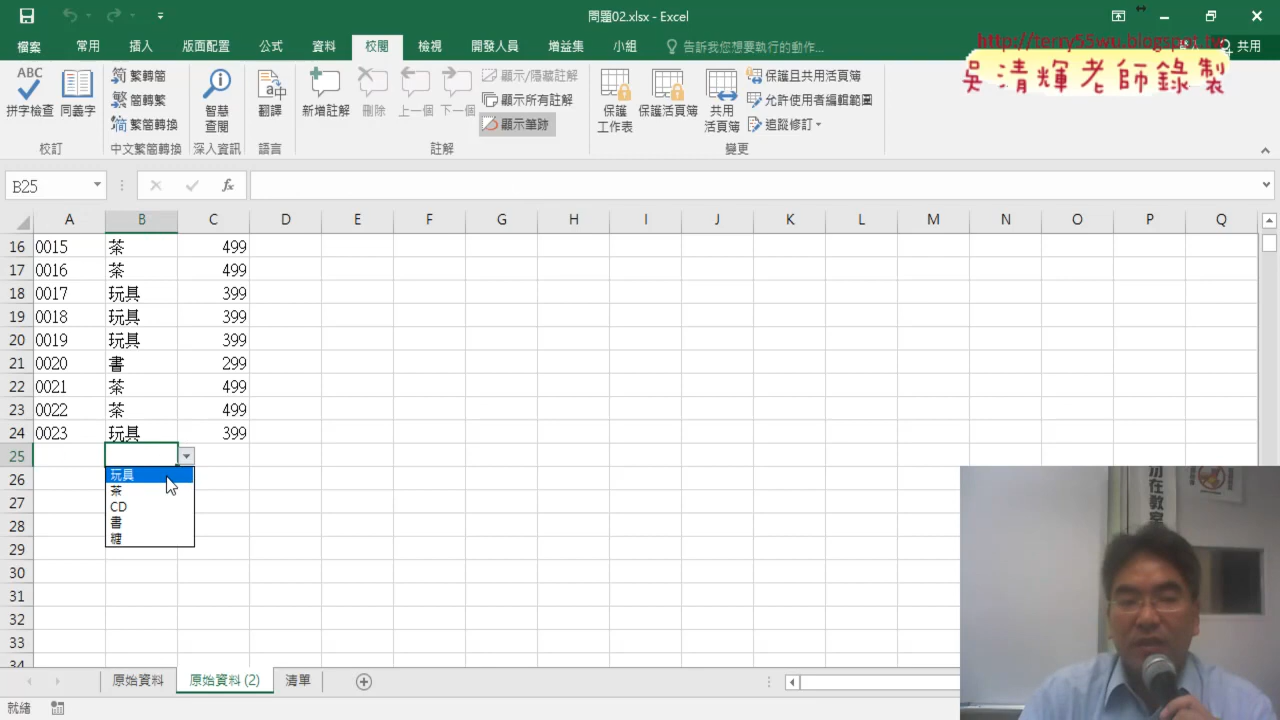 問題02.xlsx - Excel
檔案 常用 插入 版面配置 公式 資料 校閱 檢視 開發人員 增益集 小組 告訴我您想要執行的動作... 共用
http://terry55wu.blogspot.tw
吳清輝老師錄製
ABC 拼字檢查 同義字 繁轉簡 簡轉繁 繁簡轉換 智慧查閱 翻譯 新增註解 刪除 上一個 下一個 顯示/隱藏註解 顯示所有註解 顯示筆跡 保護工作表 保護活頁簿 共用活頁簿 保護且共用活頁簿 允許使用者編輯範圍 追蹤修訂
校訂 中文繁簡轉換 深入資訊 語言 註解 變更
B25 fx
A B C D E F G H I J K L M N O P Q
16 0015 茶 499
17 0016 茶 499
18 0017 玩具 399
19 0018 玩具 399
20 0019 玩具 399
21 0020 書 299
22 0021 茶 499
23 0022 茶 499
24 0023 玩具 399
25
26 玩具
茶
27 CD
28 書
29 糖
30
31
32
33
34
原始資料 原始資料 (2) 清單
就緒